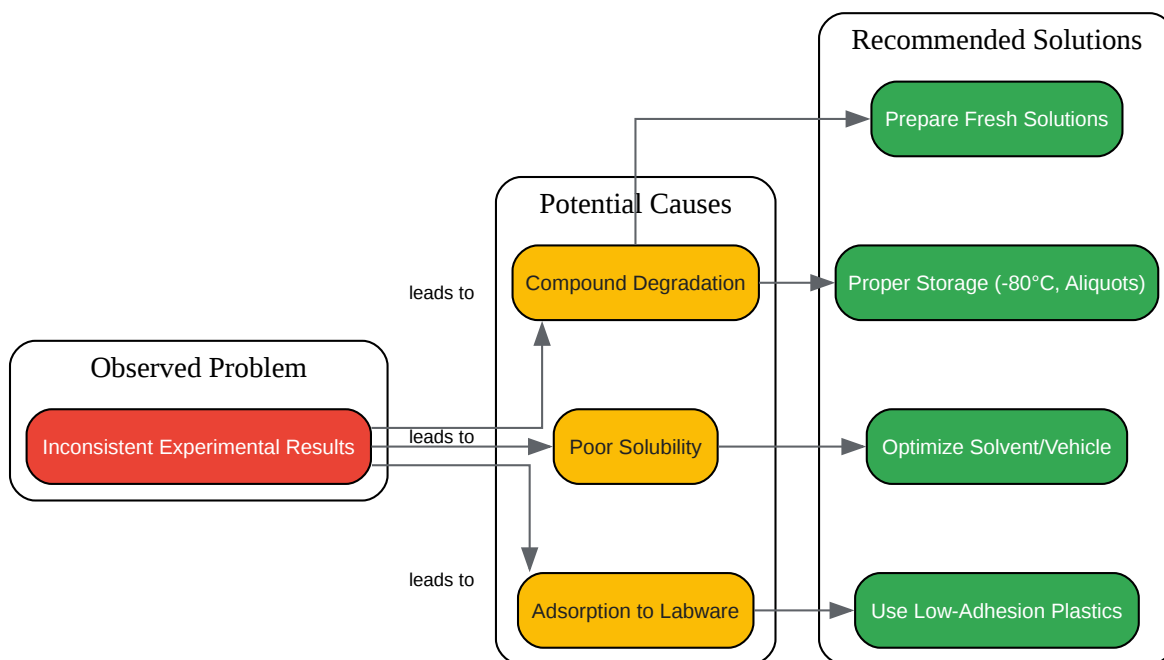 Observed Problem
Inconsistent Experimental Results
leads to
leads to
leads to
Potential Causes
Compound Degradation
Poor Solubility
Adsorption to Labware
Recommended Solutions
Prepare Fresh Solutions
Proper Storage (-80°C, Aliquots)
Optimize Solvent/Vehicle
Use Low-Adhesion Plastics